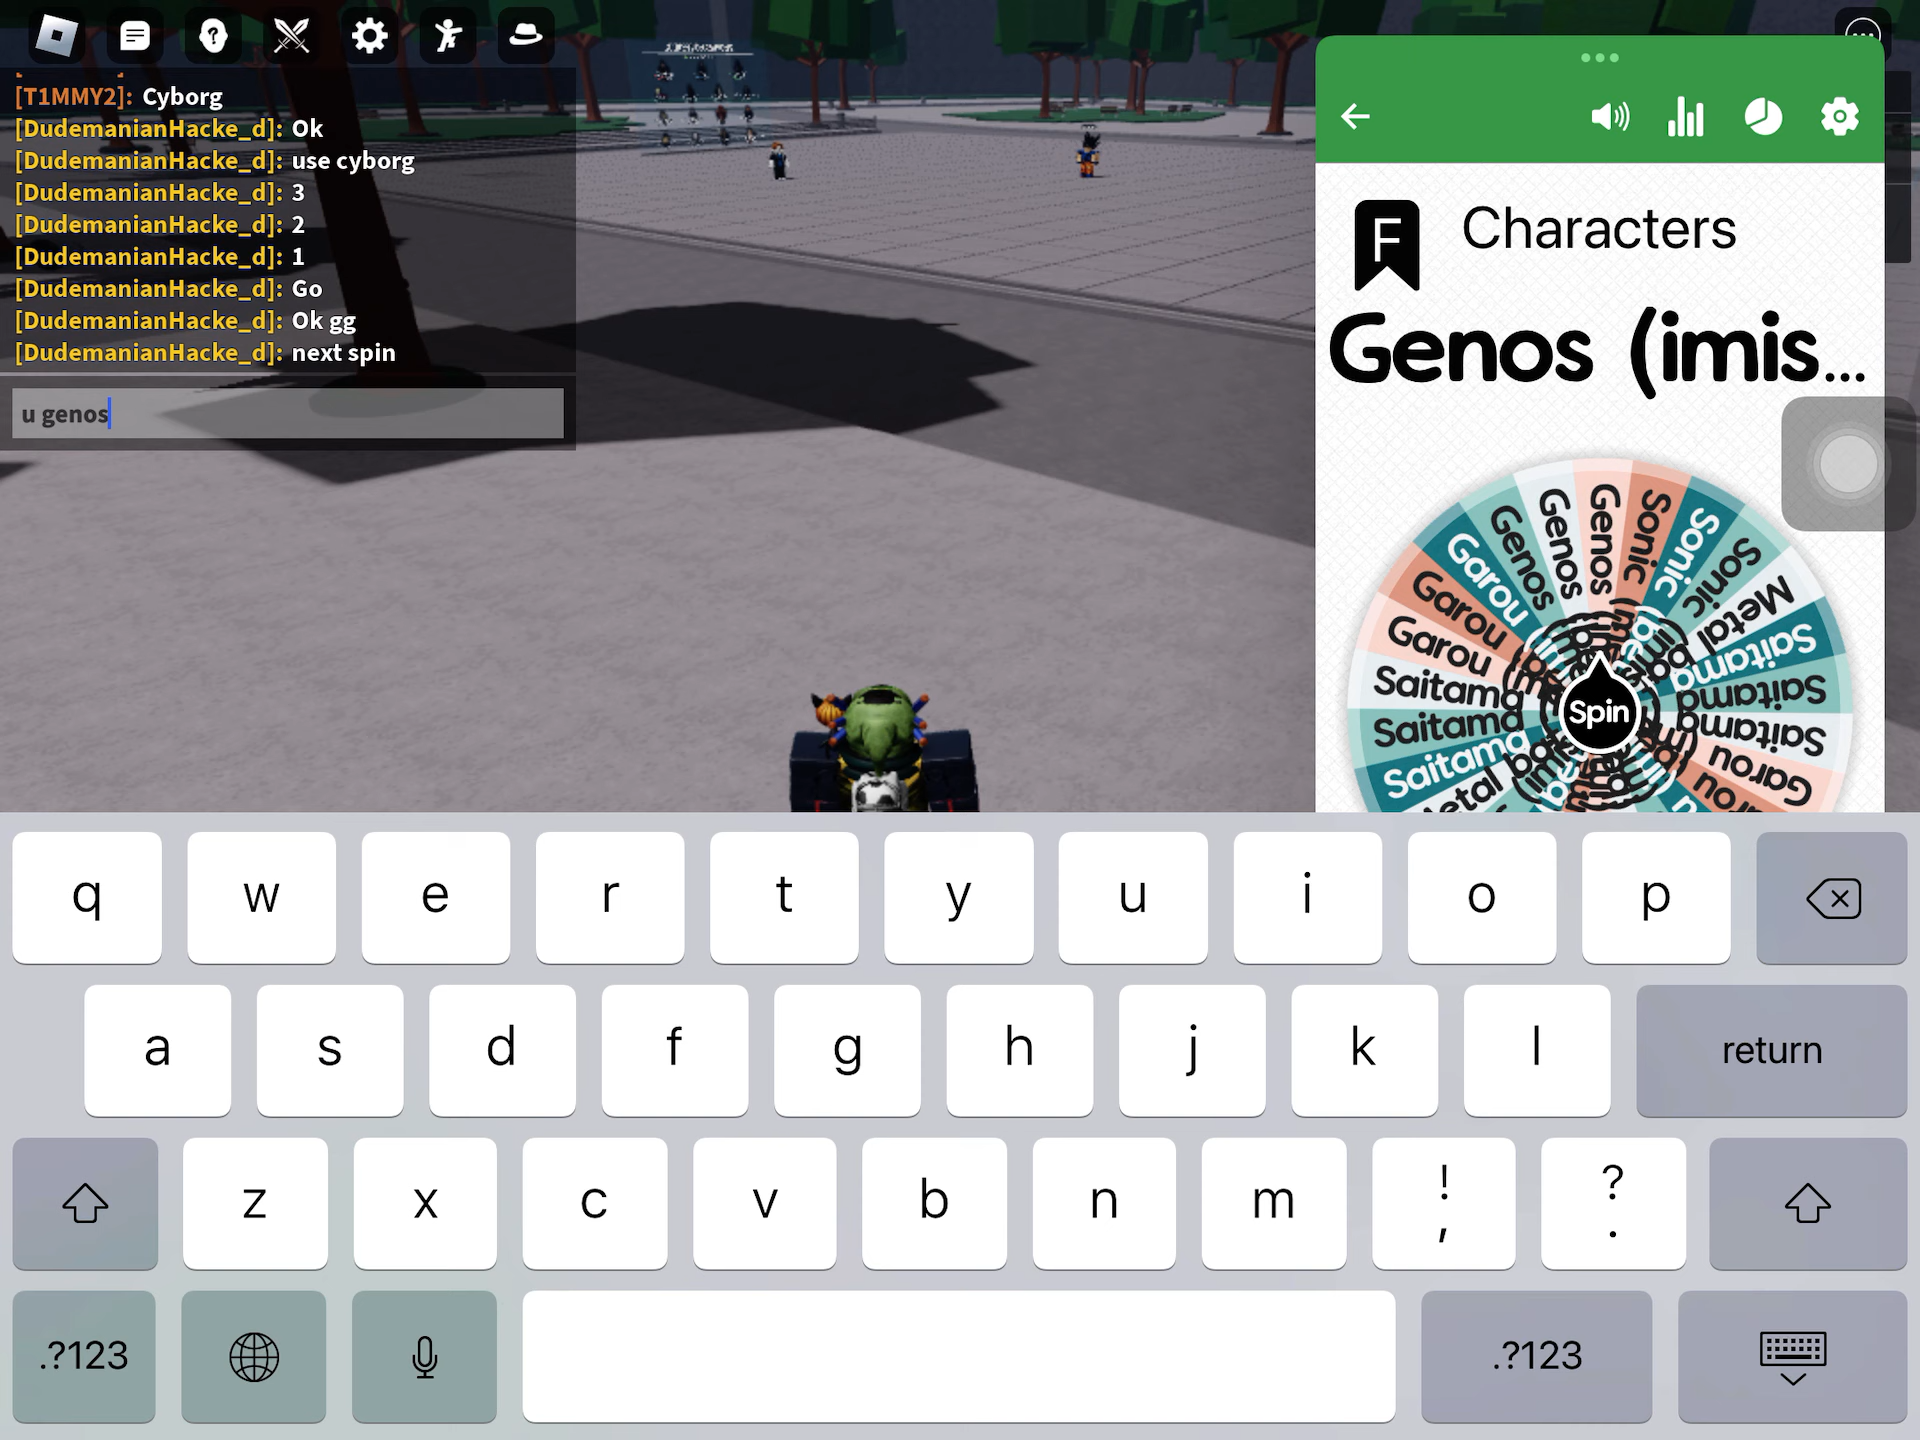 [T1MMY2]: Cyborg
[DudemanianHacke_d]: Ok
[DudemanianHacke_d]: use cyborg
[DudemanianHacke_d]: 3
[DudemanianHacke_d]: 2
[DudemanianHacke_d]: 1
[DudemanianHacke_d]: Go
[DudemanianHacke_d]: Ok gg
[DudemanianHacke_d]: next spin
u genos
F
Characters
Genos (imis...
Saitama
Saitama
Saitama
Garou
Garou
Garou
Genos
Genos
Genos
Sonic
Sonic
Sonic
Metal
Saitama
Saitama
Saitama
Garou
Spin
q w e r t y u i o p
a s d f g h j k l return
z x c v b n m ! , ? .
.?123 .?123